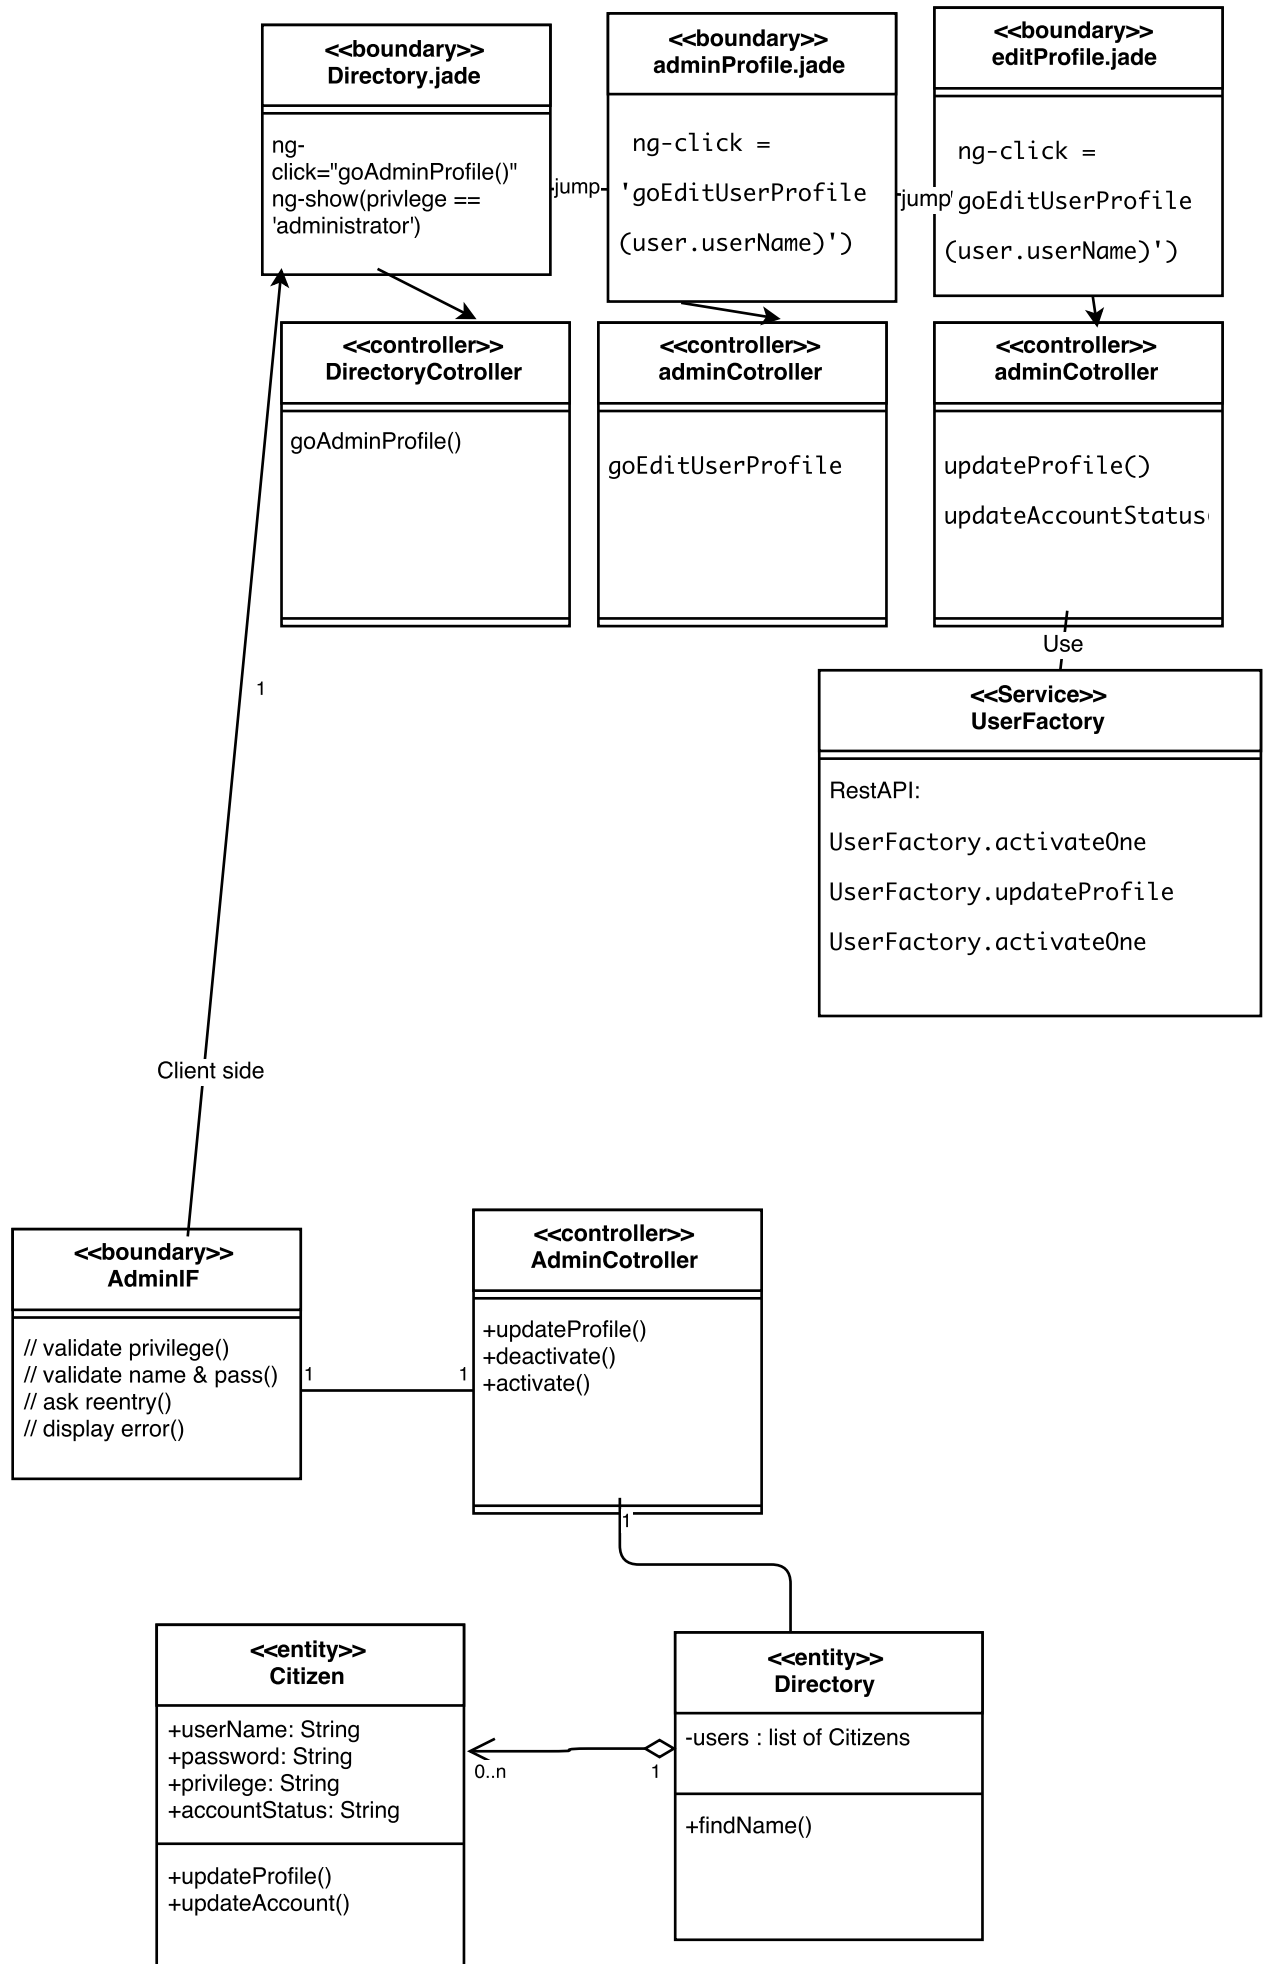 <<boundary>>
Directory.jade
ng-
click="goAdminProfile()"
ng-show(privlege ==
'administrator')
jump
<<boundary>>
adminProfile.jade
ng-click =
'goEditUserProfile
(user.userName)')
jump
<<boundary>>
editProfile.jade
ng-click =
'goEditUserProfile
(user.userName)')
<<controller>>
DirectoryCotroller
goAdminProfile()
<<controller>>
adminCotroller
goEditUserProfile
<<controller>>
adminCotroller
updateProfile()
updateAccountStatus(
Use
<<Service>>
UserFactory
RestAPI:
UserFactory.activateOne
UserFactory.updateProfile
UserFactory.activateOne
1
Client side
<<boundary>>
AdminIF
// validate privilege()
// validate name & pass()
// ask reentry()
// display error()
1
1
<<controller>>
AdminCotroller
+updateProfile()
+deactivate()
+activate()
1
<<entity>>
Citizen
+userName: String
+password: String
+privilege: String
+accountStatus: String
+updateProfile()
+updateAccount()
0..n
1
<<entity>>
Directory
-users : list of Citizens
+findName()